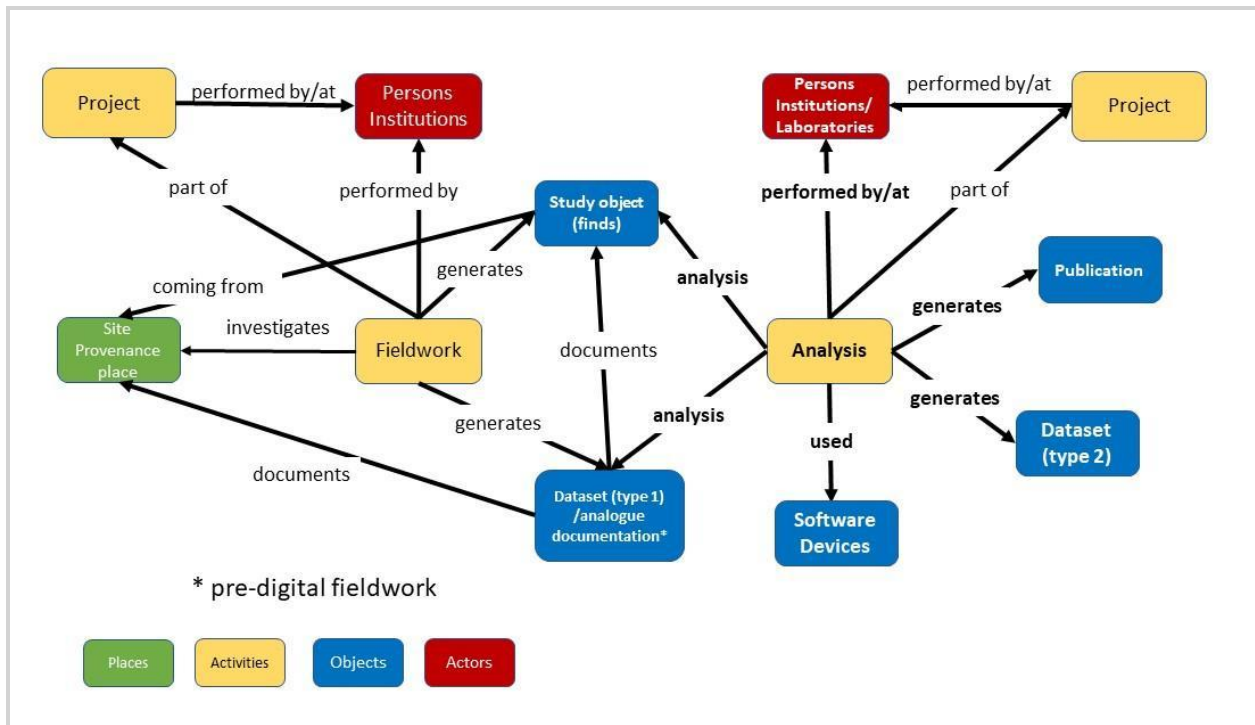 Project
performed by/at
Persons
Institutions
Persons
Institutions/
Laboratories
performed by/at
Project
part of
performed by
Study object
(finds)
performed by/at
part of
coming from
generates
analysis
Publication
generates
Site
Provenance
place
investigates
Fieldwork
documents
Analysis
generates
generates
analysis
used
Dataset
(type 2)
documents
Dataset (type 1)
/analogue
documentation*
Software
Devices
* pre-digital fieldwork
Places
Activities
Objects
Actors